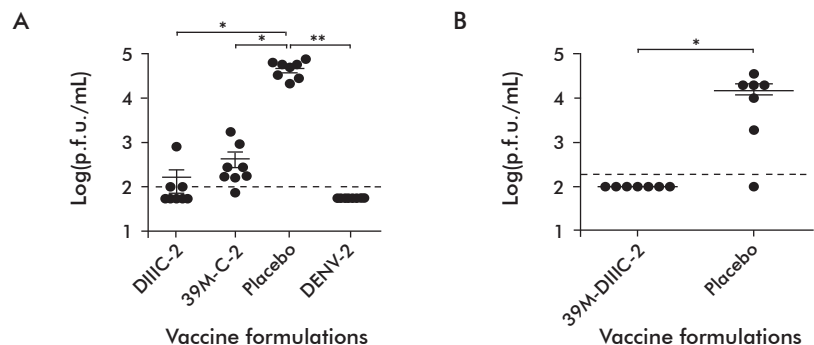 A
*
*
**
5
4
3
2
1
Log(p.f.u./mL)
DIIIC-2
39M-C-2
Placebo
DENV-2
Vaccine formulations
B
*
5
4
3
2
1
Log(p.f.u./mL)
39M-DIIIC-2
Placebo
Vaccine formulations